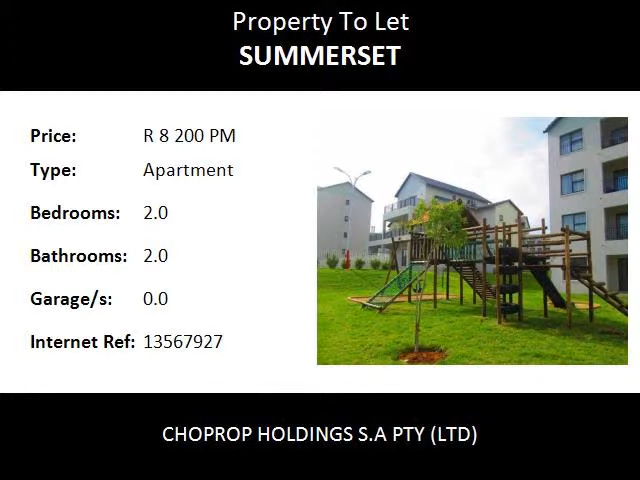 Property To Let
SUMMERSET
Price: R 8 200 PM
Type: Apartment
Bedrooms: 2.0
Bathrooms: 2.0
Garage/s: 0.0
Internet Ref: 13567927
CHOPROP HOLDINGS S.A PTY (LTD)